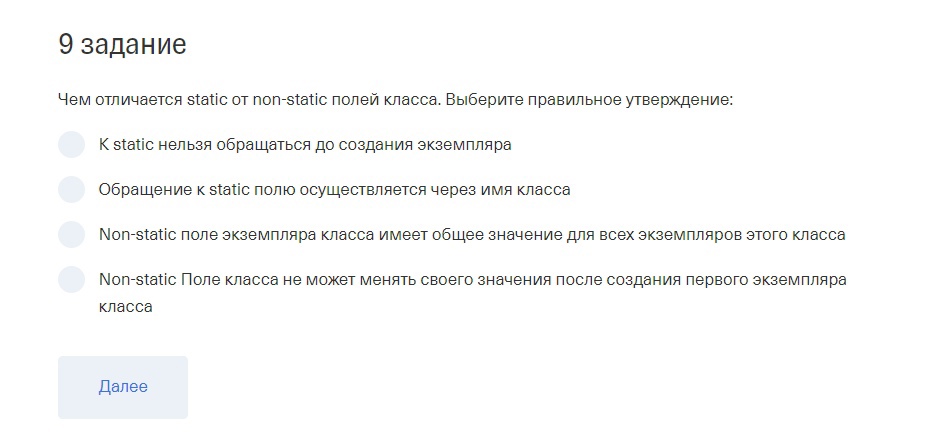 9 задание
Чем отличается static от non-static полей класса. Выберите правильное утверждение:
К static нельзя обращаться до создания экземпляра
Обращение к static полю осуществляется через имя класса
Non-static поле экземпляра класса имеет общее значение для всех экземпляров этого класса
Non-static Поле класса не может менять своего значения после создания первого экземпляра
класса
Далее